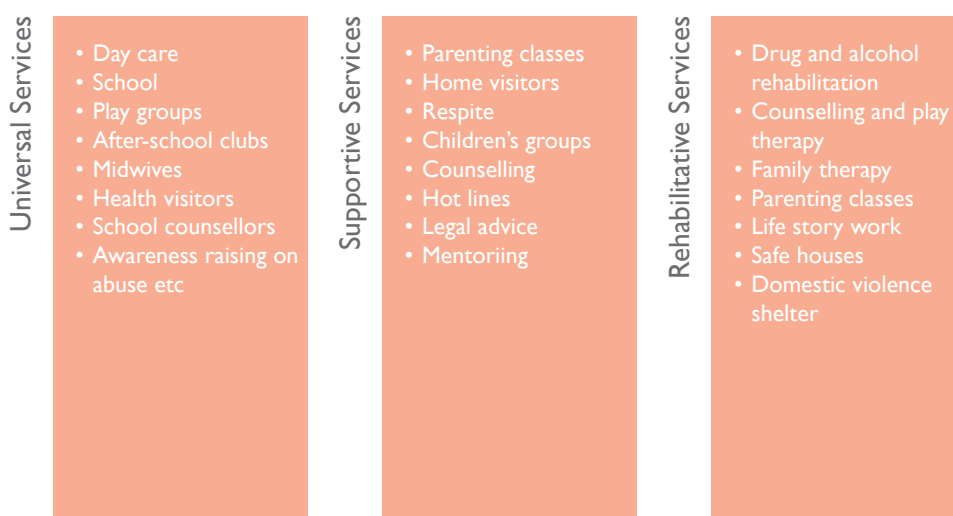 Universal Services
• Day care
• School
• Play groups
• After-school clubs
• Midwives
• Health visitors
• School counsellors
• Awareness raising on
abuse etc
Supportive Services
• Parenting classes
• Home visitors
• Respite
• Children's groups
• Counselling
• Hot lines
• Legal advice
• Mentoriing
Rehabilitative Services
• Drug and alcohol
rehabilitation
• Counselling and play
therapy
• Family therapy
• Parenting classes
• Life story work
• Safe houses
• Domestic violence
shelter